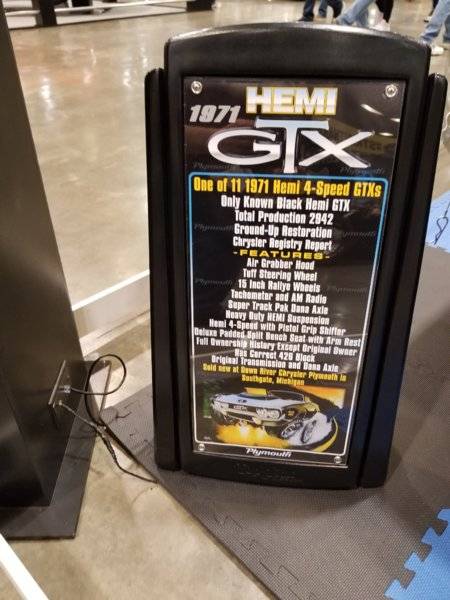 1971 HEMI
GTX
One of 11 1971 Hemi 4-Speed GTXs
Only Known Black Hemi GTX
Total Production 2942
Ground-Up Restoration
Chrysler Registry Report
-FEATURES-
Air Grabber Hood
Tuff Steering Wheel
15 Inch Rallye Wheels
Tachometer and AM Radio
Super Track Pak Dana Axle
Heavy Duty HEMI Suspension
Hemi 4-Speed with Pistol Grip Shifter
Deluxe Padded Split Bench Seat with Arm Rest
Full Ownership History Except Original Owner
Has Correct 426 Block
Original Transmission and Dana Axle
Sold new at Down River Chrysler Plymouth in
Southgate, Michigan
Plymouth